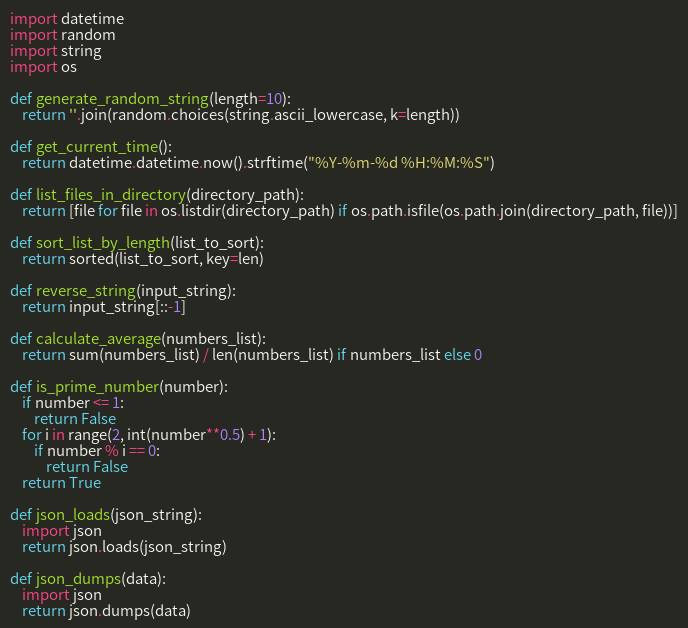 import datetime
import random
import string
import os

def generate_random_string(length=10):
    return ''.join(random.choices(string.ascii_lowercase, k=length))

def get_current_time():
    return datetime.datetime.now().strftime("%Y-%m-%d %H:%M:%S")

def list_files_in_directory(directory_path):
    return [file for file in os.listdir(directory_path) if os.path.isfile(os.path.join(directory_path, file))]

def sort_list_by_length(list_to_sort):
    return sorted(list_to_sort, key=len)

def reverse_string(input_string):
    return input_string[::-1]

def calculate_average(numbers_list):
    return sum(numbers_list) / len(numbers_list) if numbers_list else 0

def is_prime_number(number):
    if number <= 1:
        return False
    for i in range(2, int(number**0.5) + 1):
        if number % i == 0:
            return False
    return True

def json_loads(json_string):
    import json
    return json.loads(json_string)

def json_dumps(data):
    import json
    return json.dumps(data)